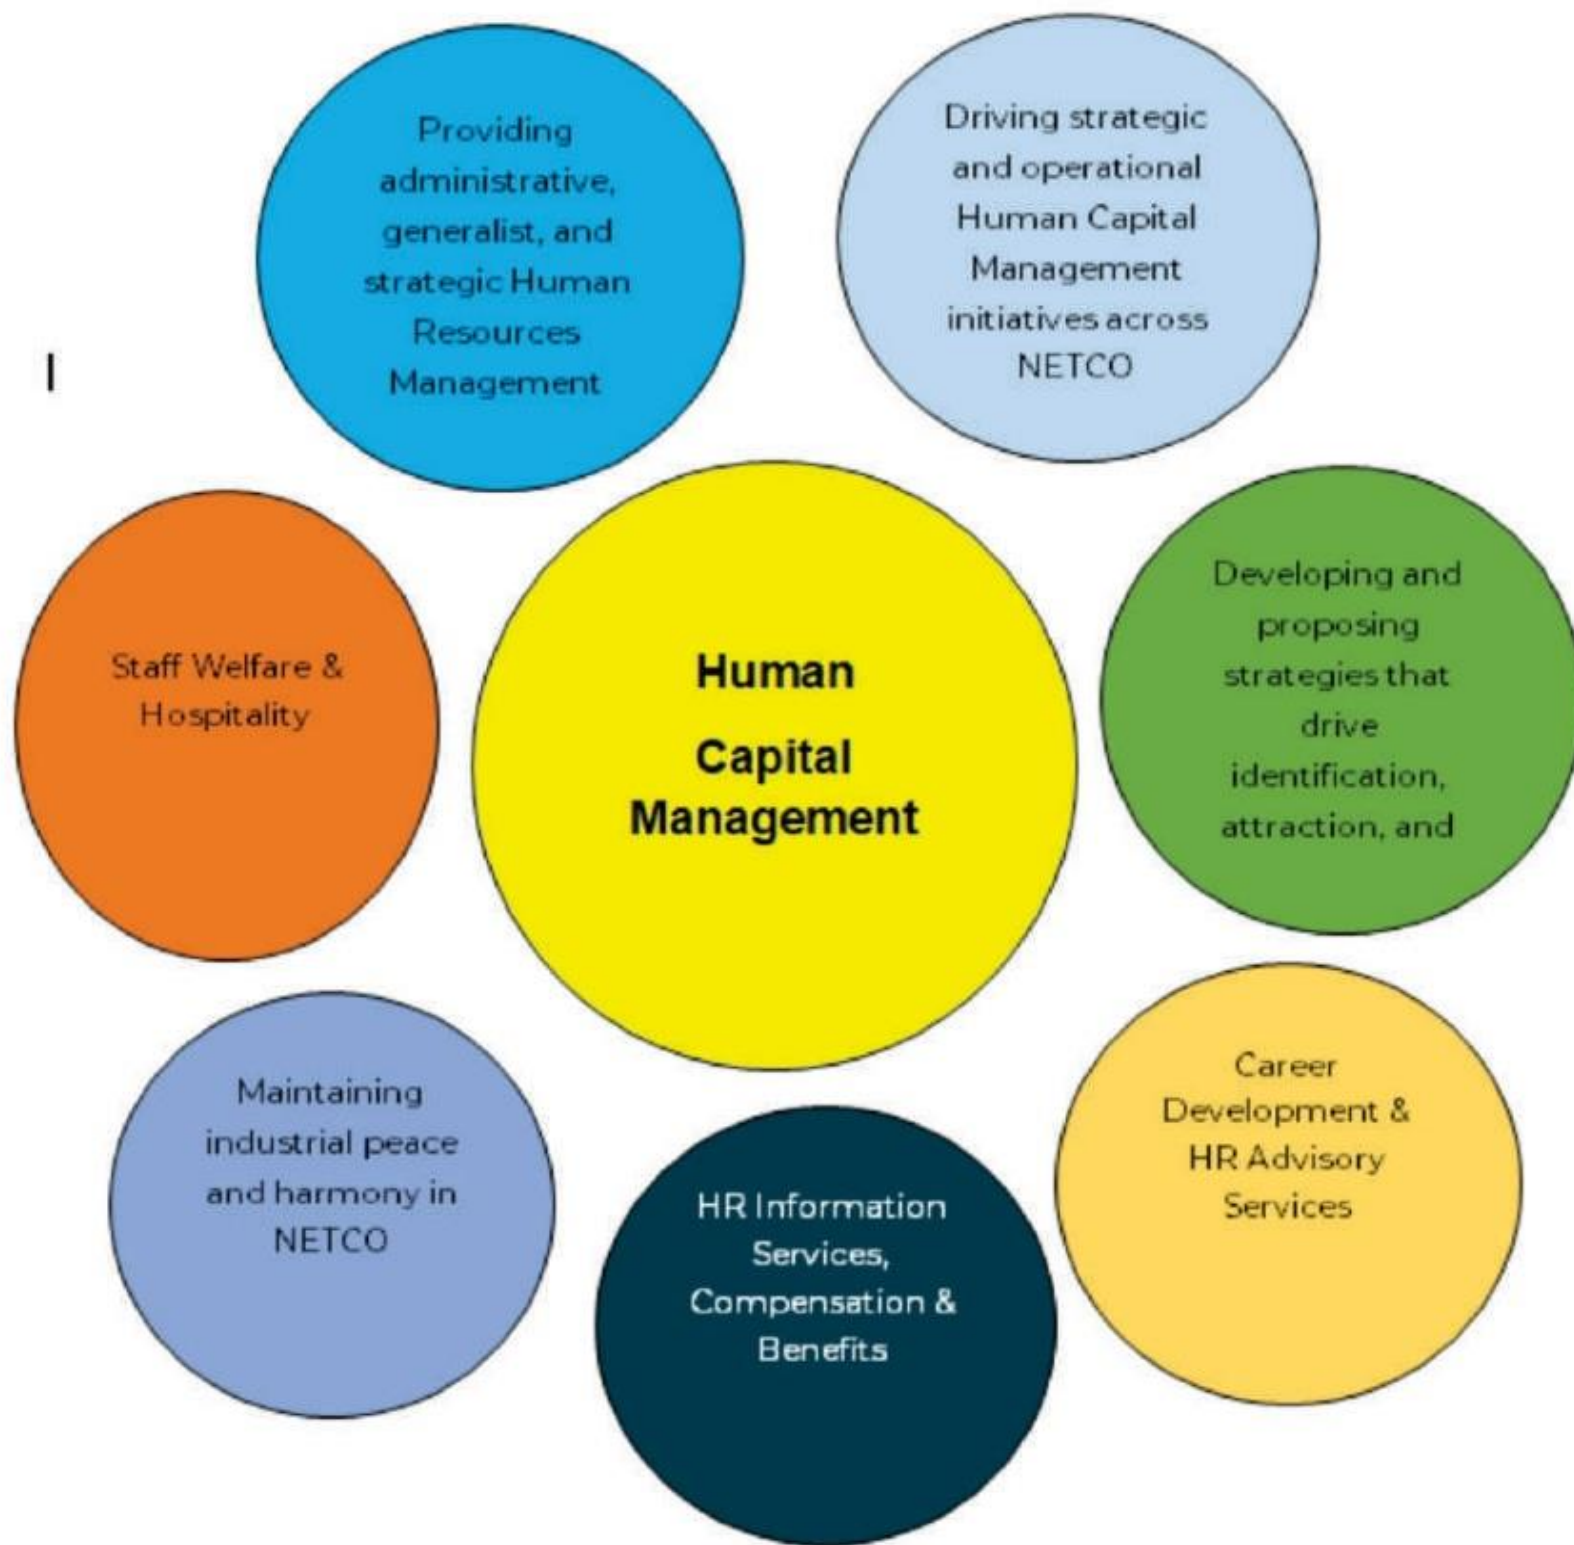 Providing
administrative,
generalist, and
strategic Human
Resources
Management
Driving strategic
and operational
Human Capital
Management
initiatives across
NETCO
I
Staff Welfare &
Hospitality
Human
Capital
Management
Developing and
proposing
strategies that
drive
identification,
attraction, and
Maintaining
industrial peace
and harmony in
NETCO
HR Information
Services,
Compensation &
Benefits
Career
Development &
HR Advisory
Services